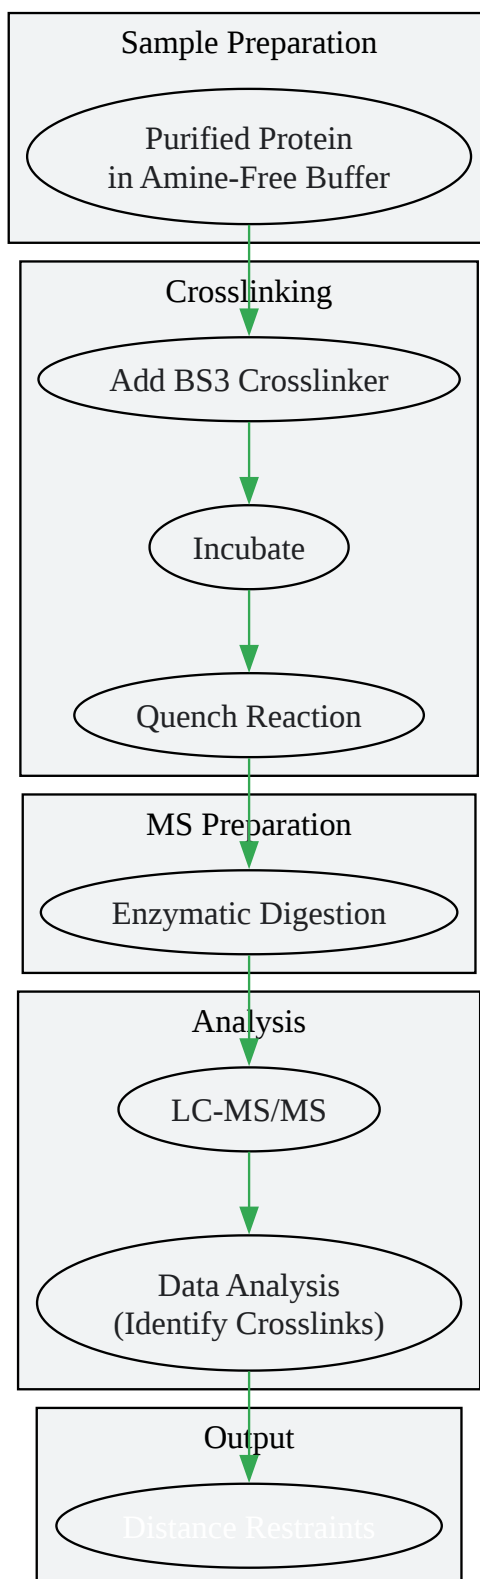 Sample Preparation
Purified Protein
in Amine-Free Buffer
Crosslinking
Add BS3 Crosslinker
Incubate
Quench Reaction
MS Preparation
Enzymatic Digestion
Analysis
LC-MS/MS
Data Analysis
(Identify Crosslinks)
Output
Distance Restraints